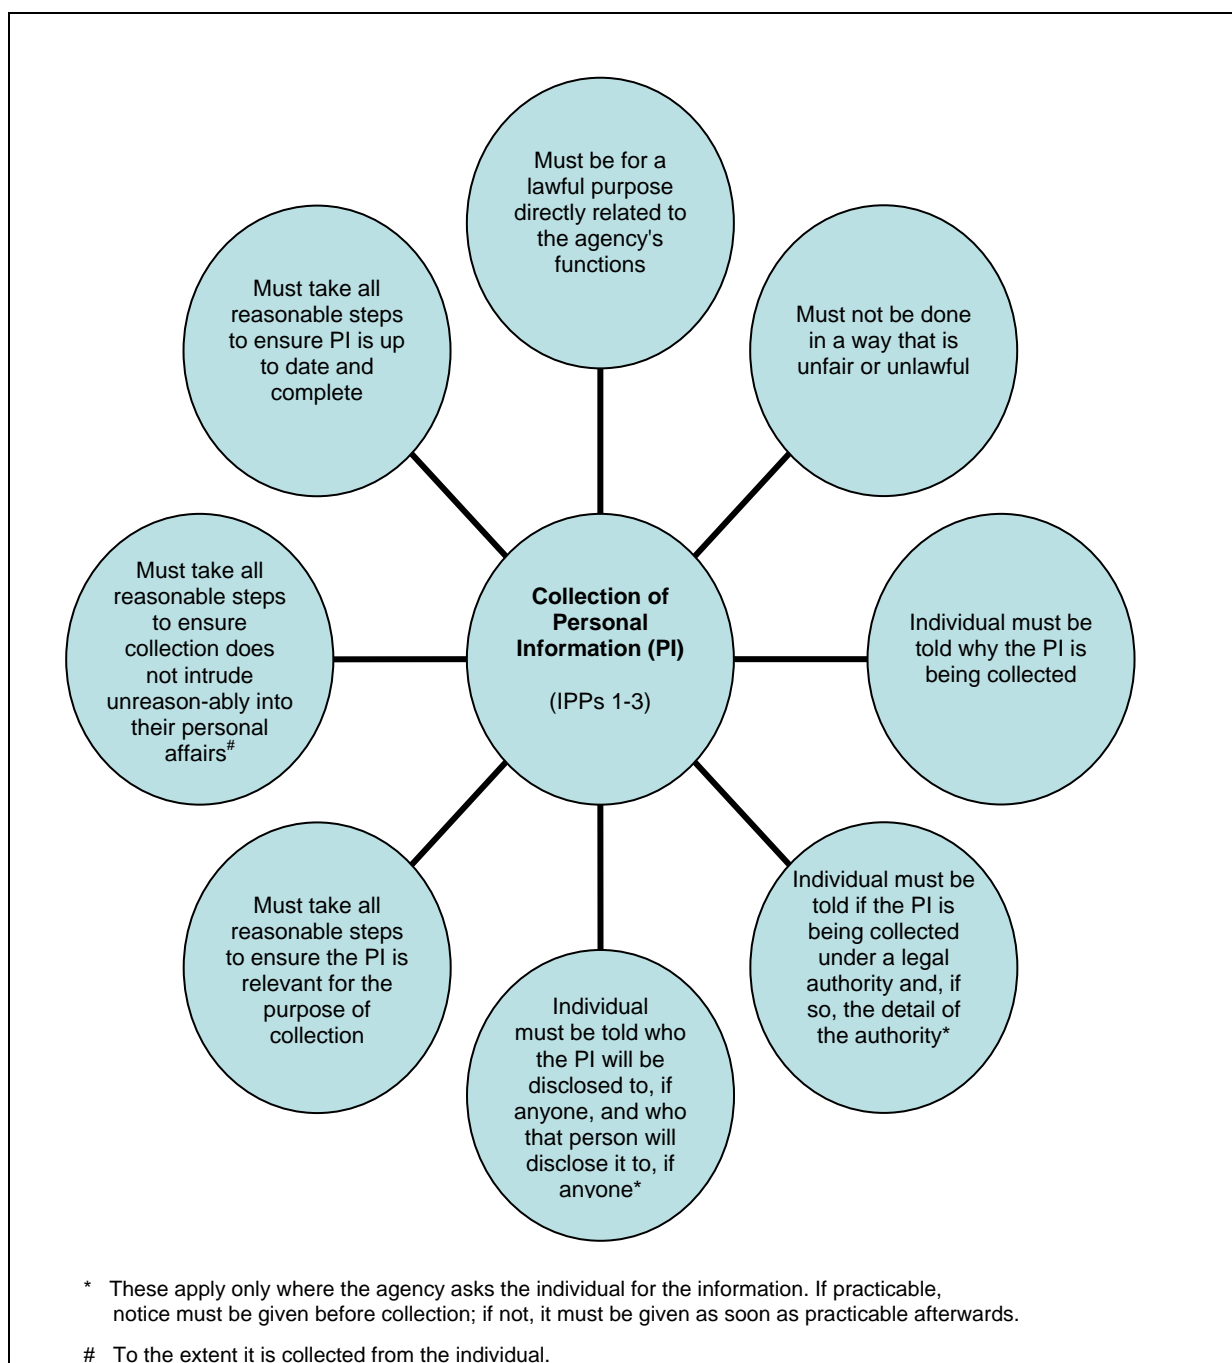 Must be for a
lawful purpose
directly related to
the agency's
functions
Must not be done
in a way that is
unfair or unlawful
Individual must be
told why the PI is
being collected
Individual must be
told if the PI is
being collected
under a legal
authority and, if
so, the detail of
the authority*
Individual
must be told who
the PI will be
disclosed to, if
anyone, and who
that person will
disclose it to, if
anyone*
Must take all
reasonable steps
to ensure the PI is
relevant for the
purpose of
collection
Must take all
reasonable steps
to ensure
collection does
not intrude
unreason-ably into
their personal
affairs#
Must take all
reasonable steps
to ensure PI is up
to date and
complete
Collection of
Personal
Information (PI)
(IPPs 1-3)
* These apply only where the agency asks the individual for the information. If practicable,
notice must be given before collection; if not, it must be given as soon as practicable afterwards.
# To the extent it is collected from the individual.